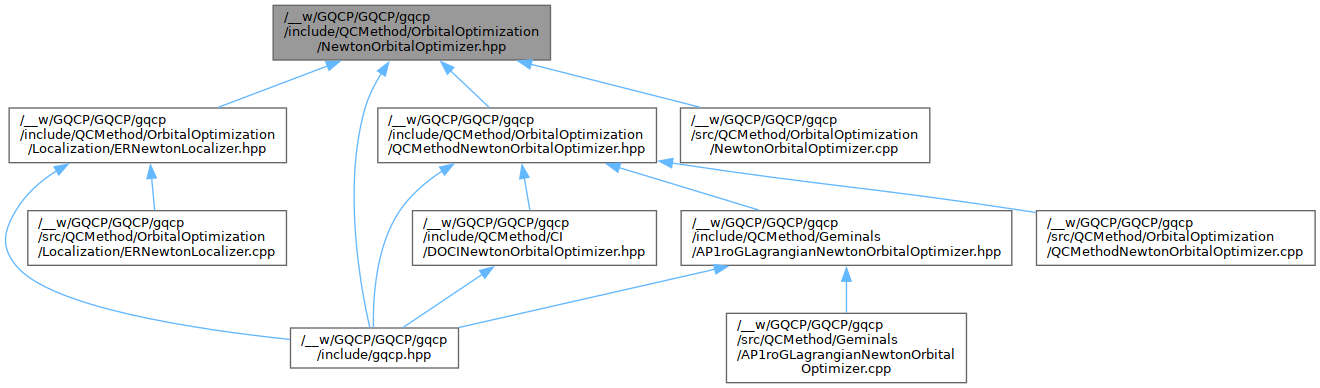 /__w/GQCP/GQCP/gqcp
/include/QCMethod/OrbitalOptimization
/NewtonOrbitalOptimizer.hpp
/__w/GQCP/GQCP/gqcp
/include/QCMethod/OrbitalOptimization
/Localization/ERNewtonLocalizer.hpp
/__w/GQCP/GQCP/gqcp
/include/QCMethod/OrbitalOptimization
/QCMethodNewtonOrbitalOptimizer.hpp
/__w/GQCP/GQCP/gqcp
/src/QCMethod/OrbitalOptimization
/NewtonOrbitalOptimizer.cpp
/__w/GQCP/GQCP/gqcp
/src/QCMethod/OrbitalOptimization
/Localization/ERNewtonLocalizer.cpp
/__w/GQCP/GQCP/gqcp
/include/QCMethod/CI
/DOCINewtonOrbitalOptimizer.hpp
/__w/GQCP/GQCP/gqcp
/include/QCMethod/Geminals
/AP1roGLagrangianNewtonOrbitalOptimizer.hpp
/__w/GQCP/GQCP/gqcp
/src/QCMethod/OrbitalOptimization
/QCMethodNewtonOrbitalOptimizer.cpp
/__w/GQCP/GQCP/gqcp
/include/gqcp.hpp
/__w/GQCP/GQCP/gqcp
/src/QCMethod/Geminals
/AP1roGLagrangianNewtonOrbital
Optimizer.cpp